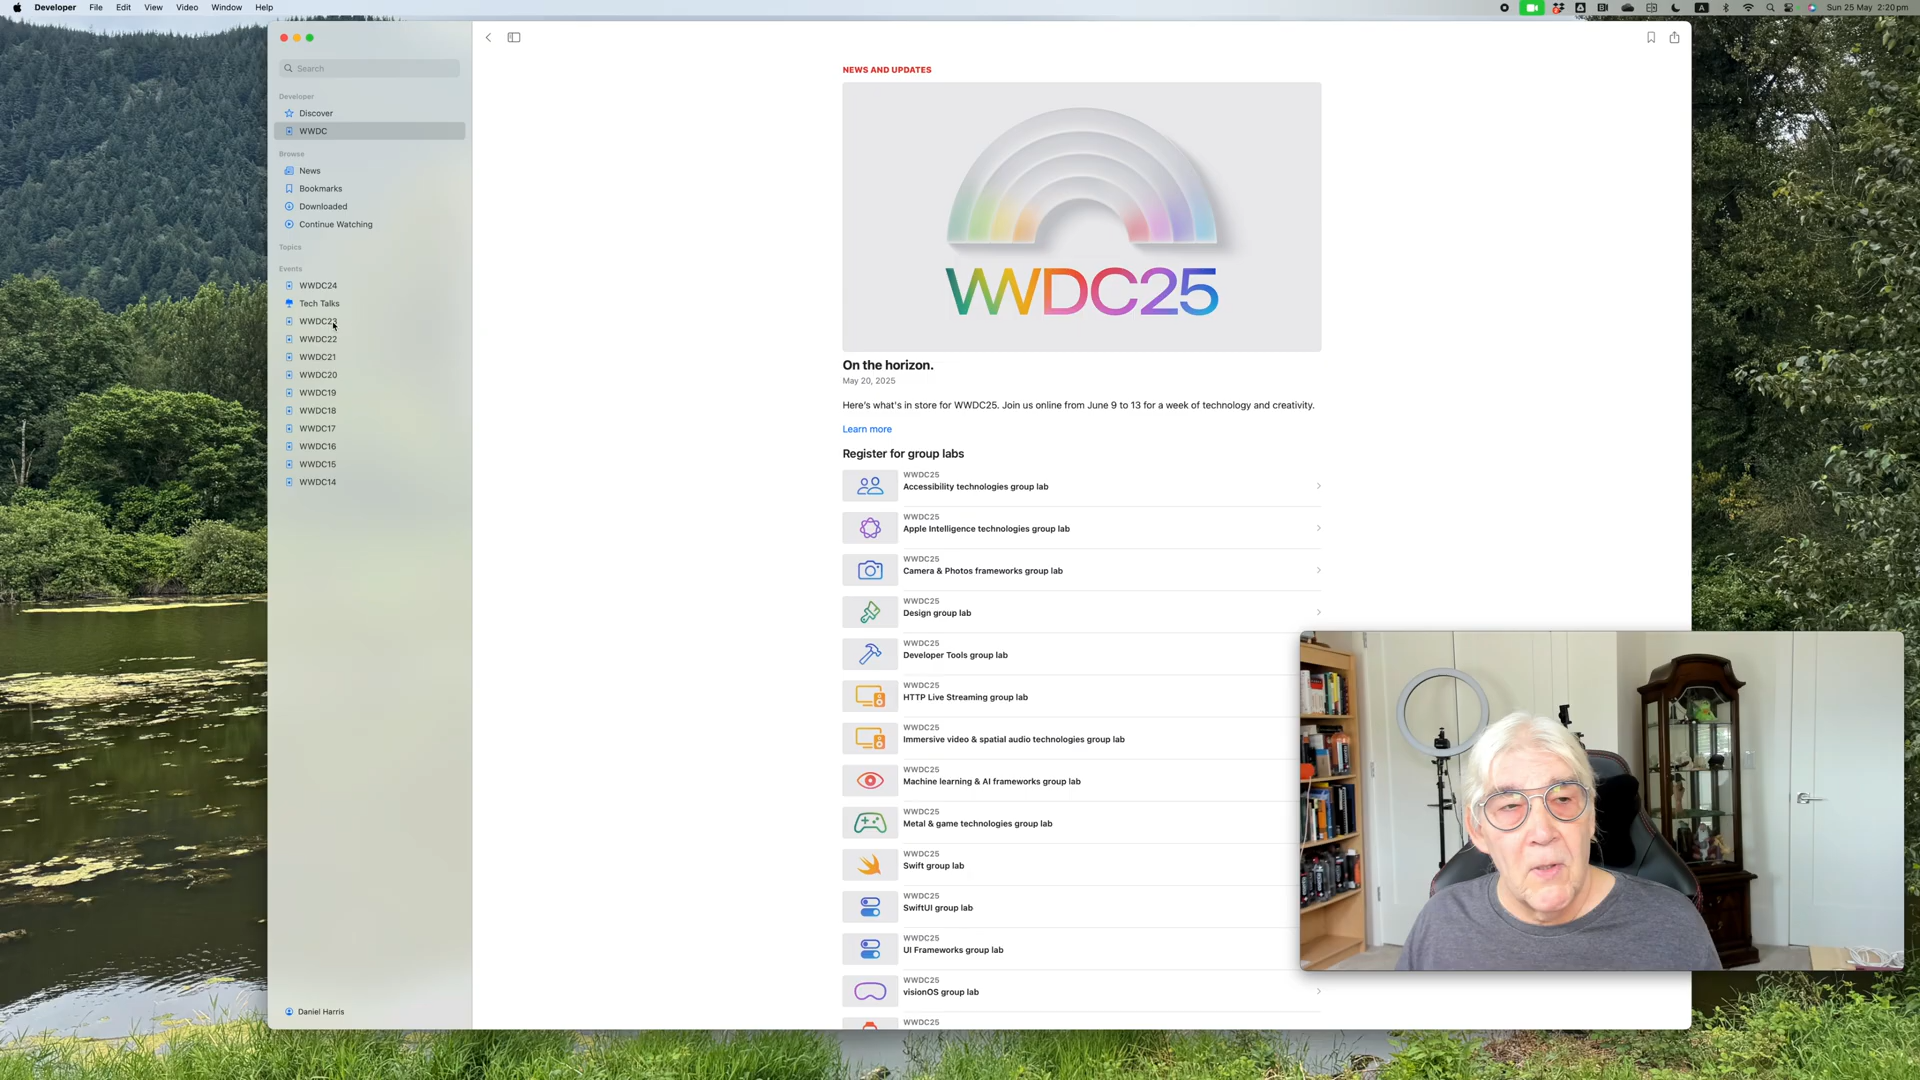 Developer File Edit View Video Window Help
Sun 25 May 2:20 pm
Search
Developer
Discover
WWDC
Browse
News
Bookmarks
Downloaded
Continue Watching
Topics
Events
WWDC24
Tech Talks
WWDC23
WWDC22
WWDC21
WWDC20
WWDC19
WWDC18
WWDC17
WWDC16
WWDC15
WWDC14
Daniel Harris
NEWS AND UPDATES
WWDC25
On the horizon.
May 20, 2025
Here's what's in store for WWDC25. Join us online from June 9 to 13 for a week of technology and creativity.
Learn more
Register for group labs
WWDC25
Accessibility technologies group lab
WWDC25
Apple Intelligence technologies group lab
WWDC25
Camera & Photos frameworks group lab
WWDC25
Design group lab
WWDC25
Developer Tools group lab
WWDC25
HTTP Live Streaming group lab
WWDC25
Immersive video & spatial audio technologies group lab
WWDC25
Machine learning & AI frameworks group lab
WWDC25
Metal & game technologies group lab
WWDC25
Swift group lab
WWDC25
SwiftUI group lab
WWDC25
UI Frameworks group lab
WWDC25
visionOS group lab
WWDC25